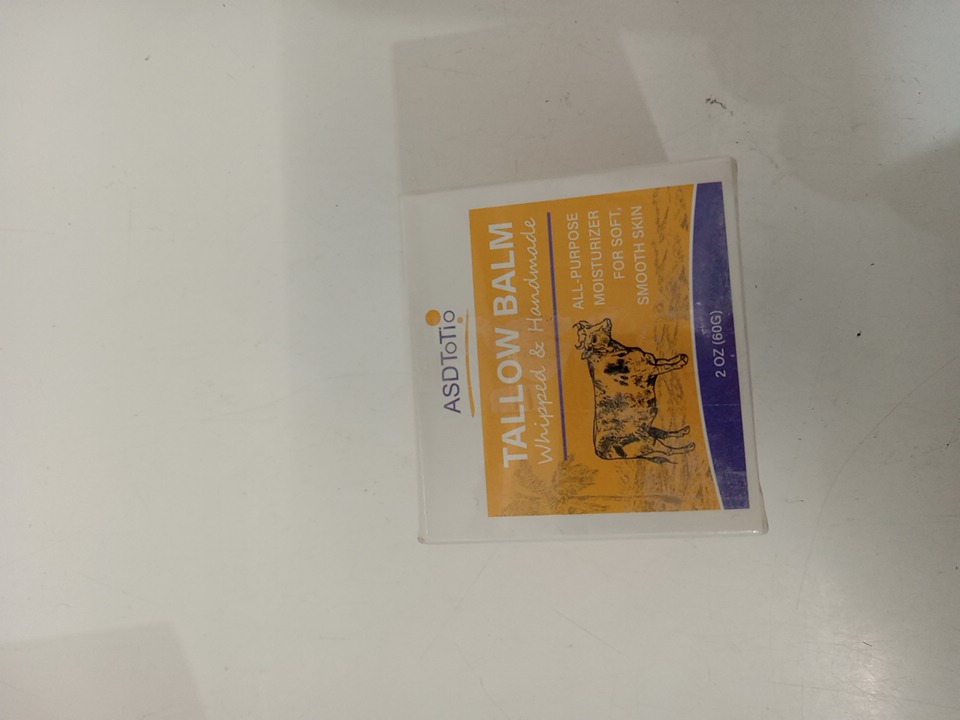 ASDToTio
TALLOW BALM
Whipped & Handmade
ALL-PURPOSE
MOISTURIZER
FOR SOFT,
SMOOTH SKIN
2 OZ (60G)